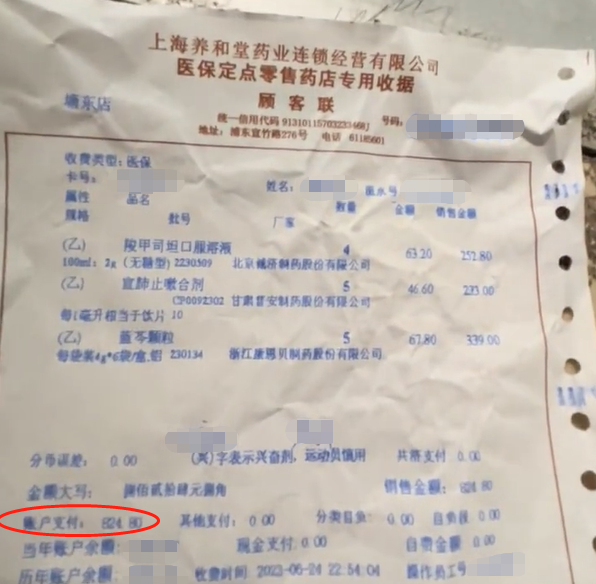 上海养和堂药业连锁经营有限公司
医保定点零售药店专用收据
顾客联
塘东店
统一信用代码 91310115703233468J 号码:
地址: 浦东宜竹路276号 电话 61185601
收费类型: 医保
卡号: 姓名: 流水号
属性 品名 数量 金额 销售金额
规格 批号 厂家
(乙) 羧甲司坦口服溶液 4 63.20 252.80
100ml: 2g (无糖型) 2230309 北京诚济制药股份有限公司
(乙) 宣肺止嗽合剂 5 46.60 233.00
CP0092302 甘肃普安制药股份有限公司
每1毫升相当于饮片 10
(乙) 蓝芩颗粒 5 67.80 339.00
每袋装4g*6袋/盒.铝 230134 浙江康恩贝制药股份有限公司
分币误差: 0.00 (兴)字表示兴奋剂, 运动员慎用 共济支付 0.00
金额大写: 捌佰贰拾肆元捌角 销售金额: 824.80
账户支付: 824.80 其他支付: 0.00 分类自负: 0.00 自负段 0.00
当年账户余额: 现金支付: 0.00 自费金额 0.00
历年账户余额: 收费时间 2023-06-24 22:54:04 操作员工号